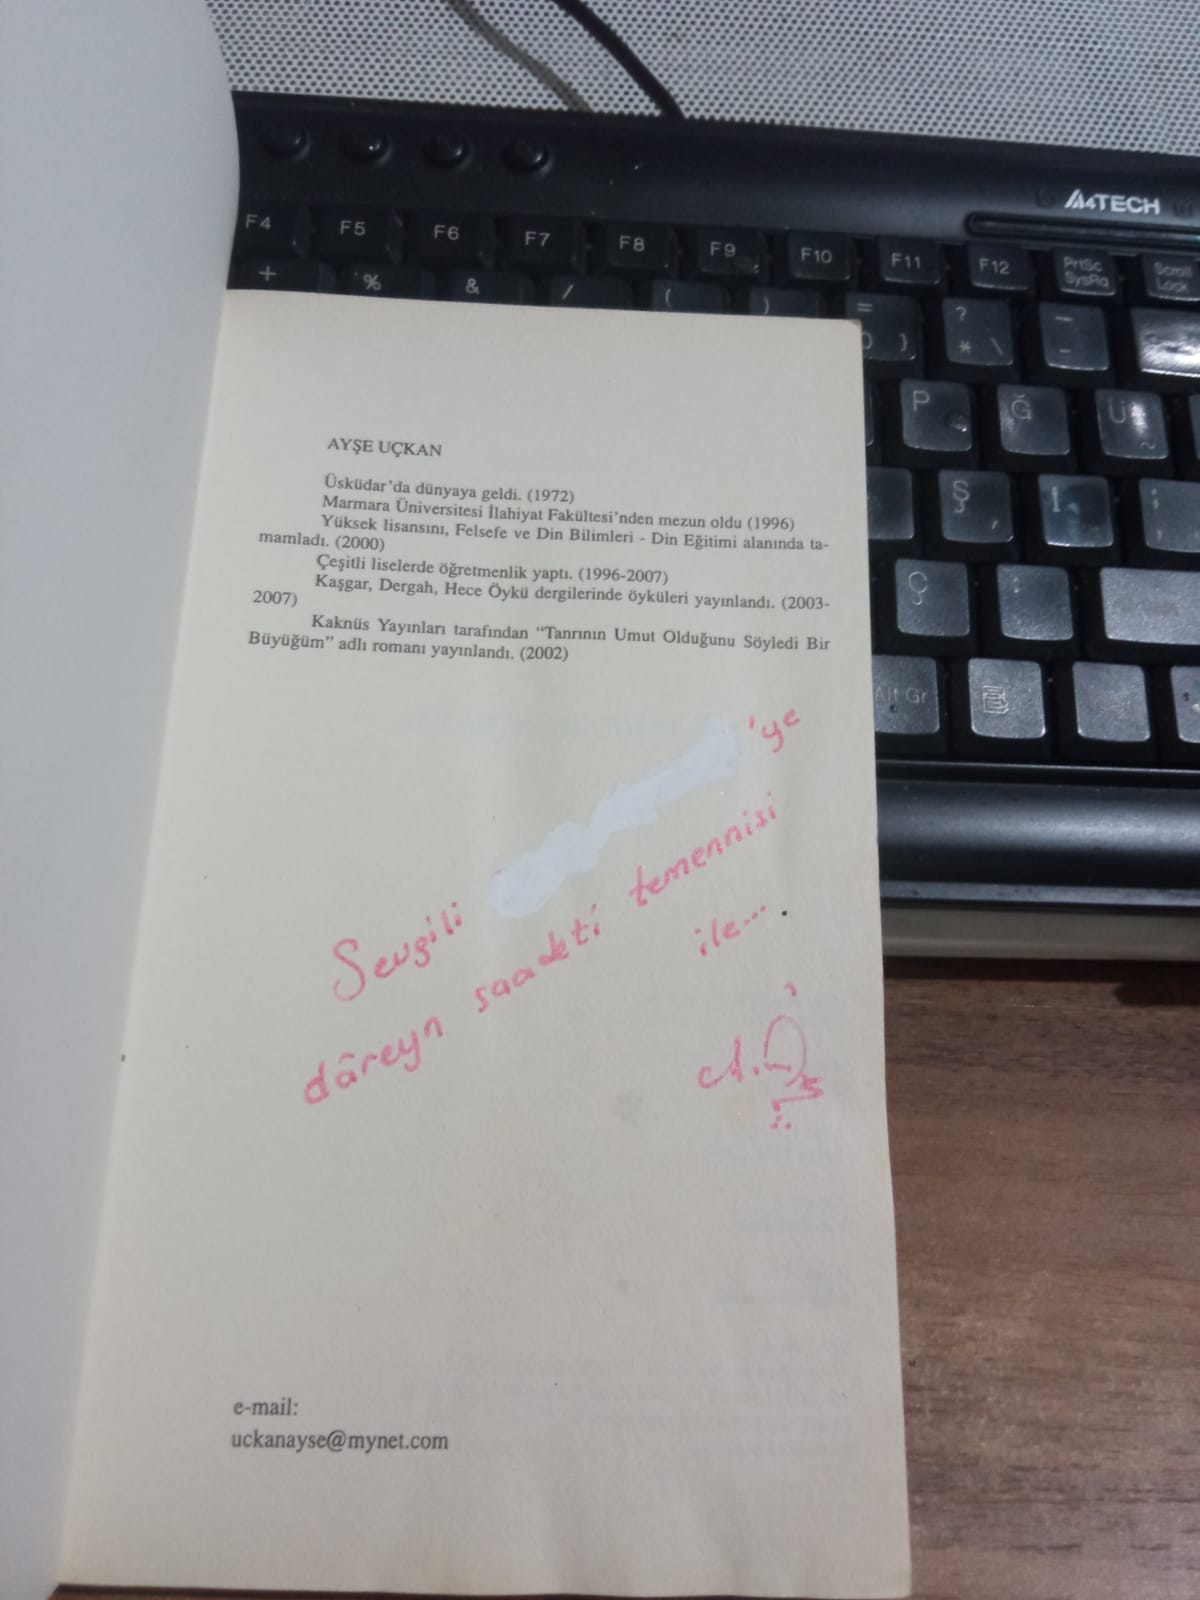 A4TECH
F4 F5 F6 F7 F8 F9 F10 F11 F12 PrtSc SysRq Scroll Lock
+ % & / ( ) = } ? * \ _ -
P Ğ Ü ~
Ş , İ ;
Ç :
Alt Gr
AYŞE UÇKAN
Üsküdar'da dünyaya geldi. (1972)
Marmara Üniversitesi İlahiyat Fakültesi'nden mezun oldu (1996)
Yüksek lisansını, Felsefe ve Din Bilimleri - Din Eğitimi alanında ta-
mamladı. (2000)
Çeşitli liselerde öğretmenlik yaptı. (1996-2007)
Kaşgar, Dergah, Hece Öykü dergilerinde öyküleri yayınlandı. (2003-
2007)
Kaknüs Yayınları tarafından "Tanrının Umut Olduğunu Söyledi Bir
Büyüğüm" adlı romanı yayınlandı. (2002)
Sevgili 'ye
dâreyn saadeti temennisi
ile...
e-mail:
uckanayse@mynet.com